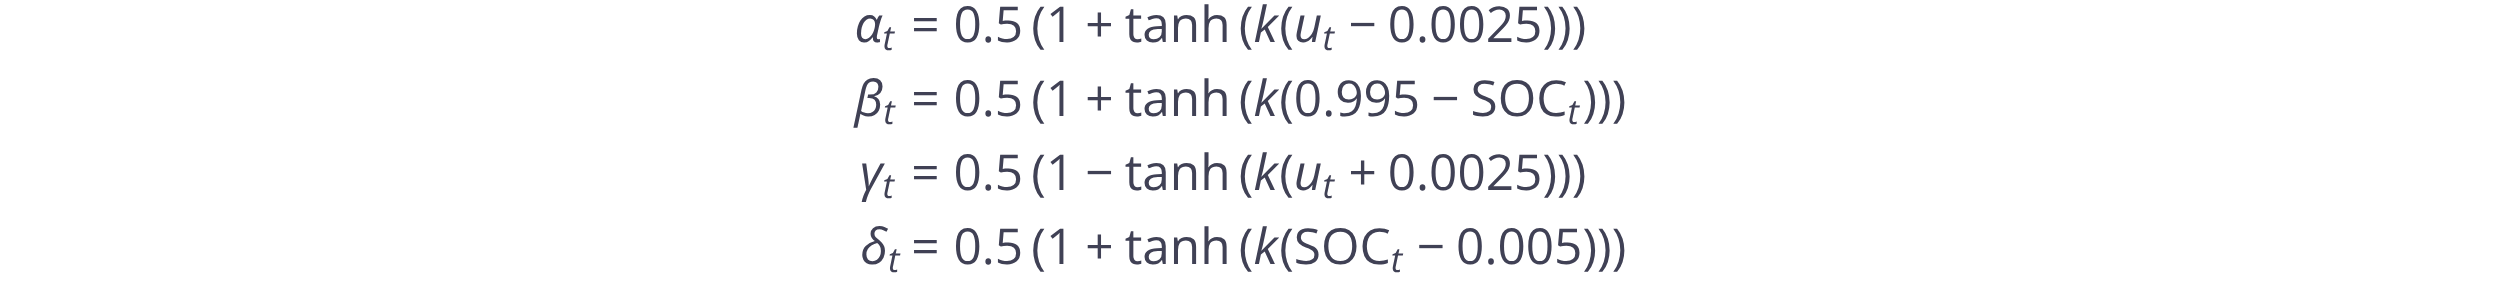 αₜ = 0.5(1 + tanh (k(uₜ − 0.0025)))
βₜ = 0.5(1 + tanh (k(0.995 − SOCₜ)))
γₜ = 0.5(1 − tanh (k(uₜ + 0.0025)))
δₜ = 0.5(1 + tanh (k(SOCₜ − 0.005)))